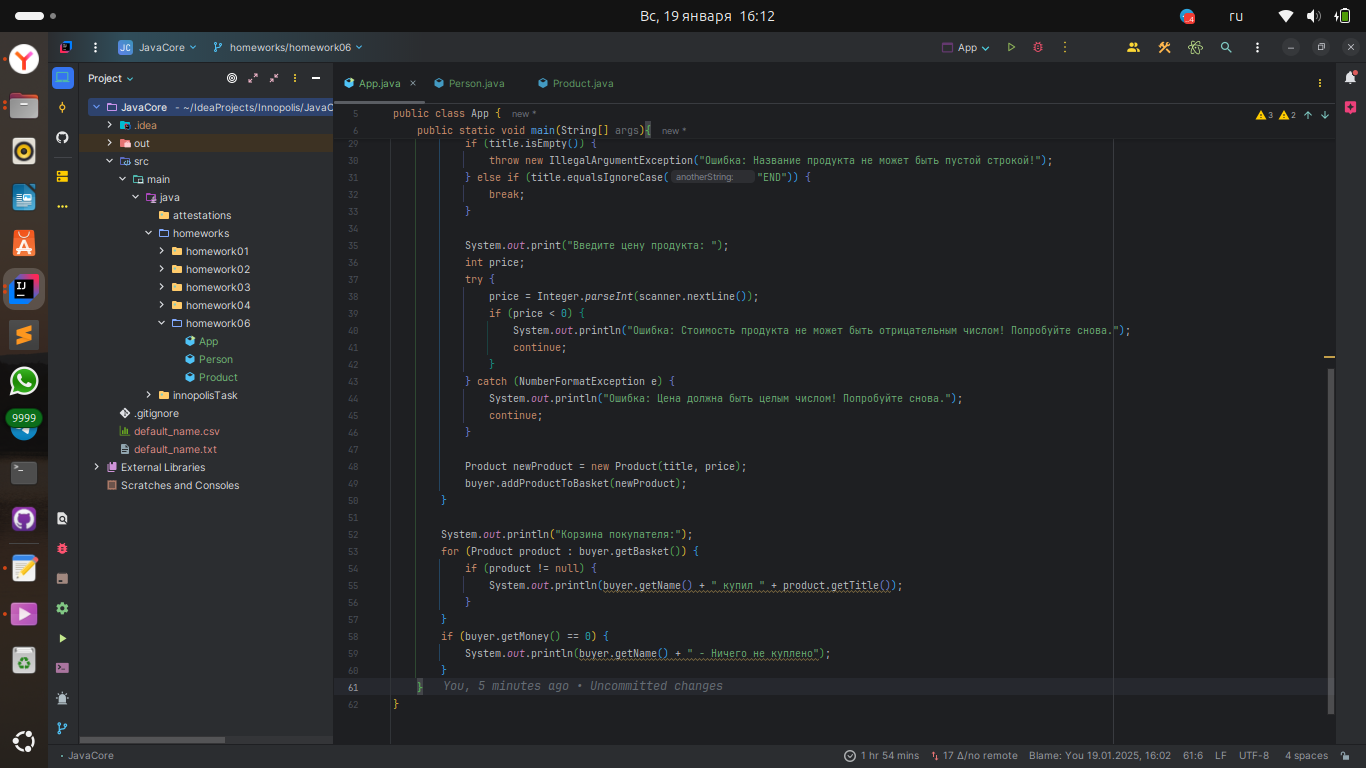 Вс, 19 января 16:12
ru
JC JavaCore
homeworks/homework06
App
Project
App.java
Person.java
Product.java
JavaCore - ~/IdeaProjects/Innopolis/JavaC
.idea
out
src
main
java
attestations
homeworks
homework01
homework02
homework03
homework04
homework06
App
Person
Product
innopolisTask
.gitignore
default_name.csv
default_name.txt
External Libraries
Scratches and Consoles
9999
3 2
5 public class App { new *
6 public static void main(String[] args){ new *
29 if (title.isEmpty()) {
30 throw new IllegalArgumentException("Ошибка: Название продукта не может быть пустой строкой!");
31 } else if (title.equalsIgnoreCase( anotherString: "END")) {
32 break;
33 }
34
35 System.out.print("Введите цену продукта: ");
36 int price;
37 try {
38 price = Integer.parseInt(scanner.nextLine());
39 if (price < 0) {
40 System.out.println("Ошибка: Стоимость продукта не может быть отрицательным числом! Попробуйте снова.");
41 continue;
42 }
43 } catch (NumberFormatException e) {
44 System.out.println("Ошибка: Цена должна быть целым числом! Попробуйте снова.");
45 continue;
46 }
47
48 Product newProduct = new Product(title, price);
49 buyer.addProductToBasket(newProduct);
50 }
51
52 System.out.println("Корзина покупателя:");
53 for (Product product : buyer.getBasket()) {
54 if (product != null) {
55 System.out.println(buyer.getName() + " купил " + product.getTitle());
56 }
57 }
58 if (buyer.getMoney() == 0) {
59 System.out.println(buyer.getName() + " - Ничего не куплено");
60 }
61 } You, 5 minutes ago • Uncommitted changes
62 }
JavaCore
1 hr 54 mins
17 Δ/no remote
Blame: You 19.01.2025, 16:02
61:6
LF
UTF-8
4 spaces